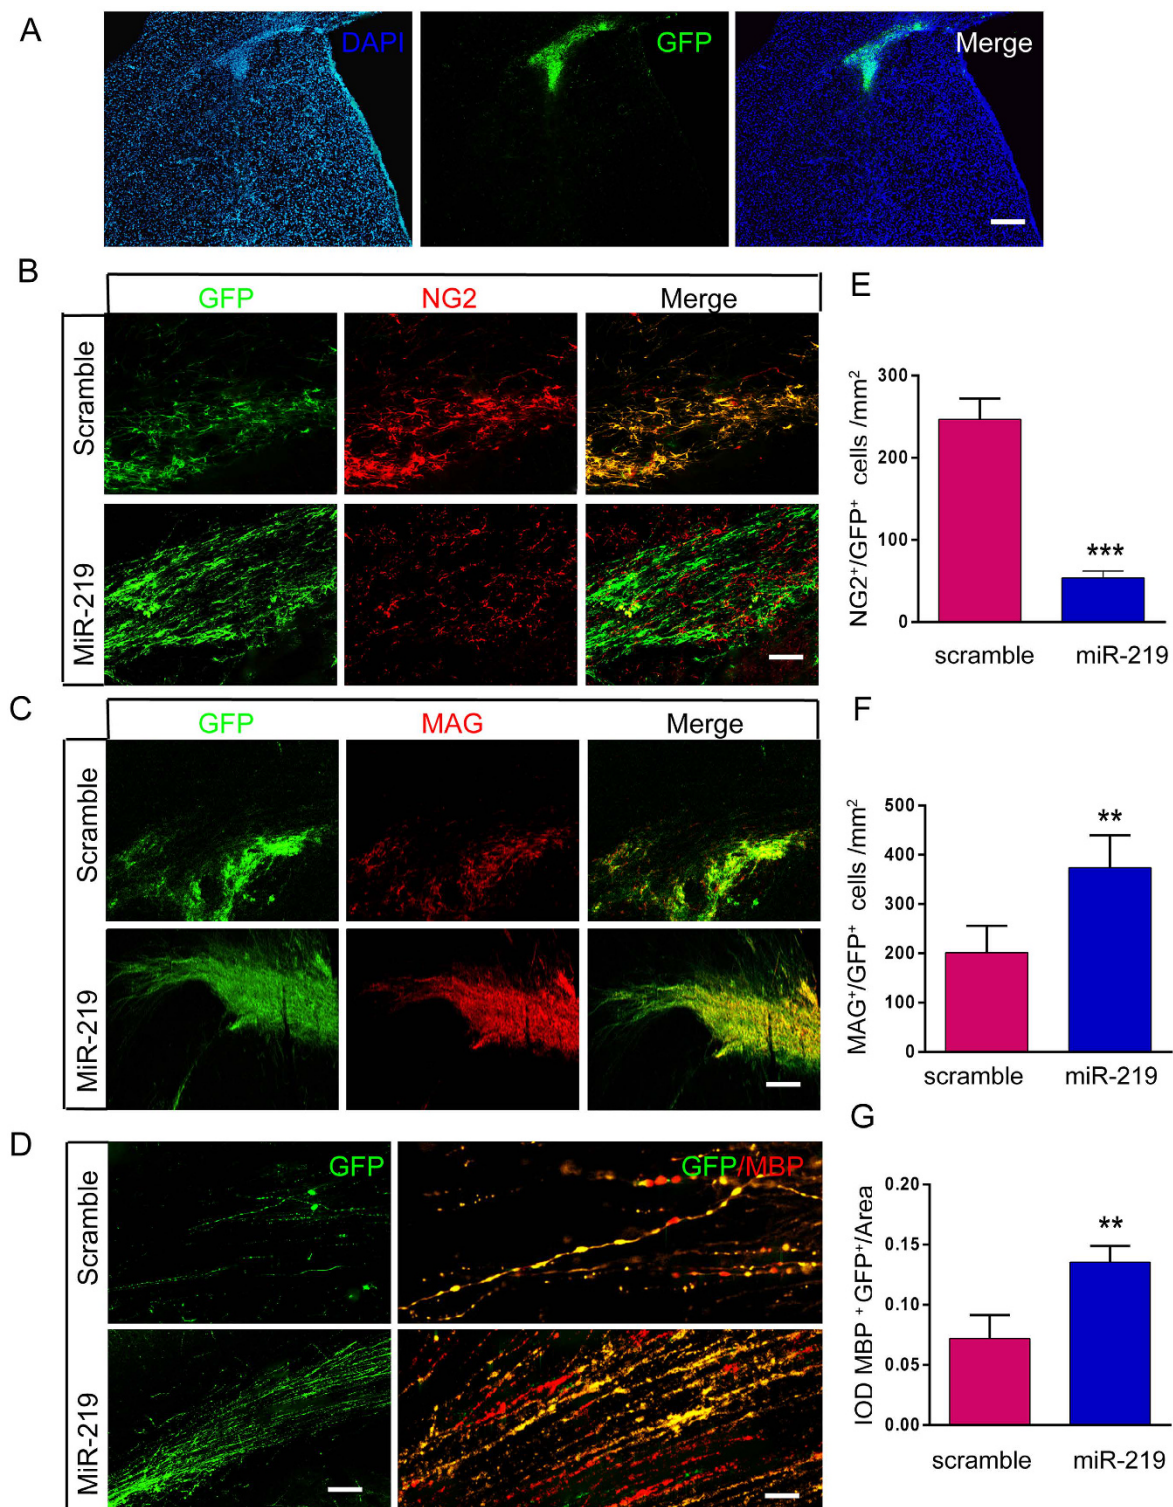 A
DAPI
GFP
Merge
B
GFP
NG2
Merge
Scramble
MiR-219
E
NG2⁺/GFP⁺ cells /mm²
300
200
100
0
***
scramble
miR-219
C
GFP
MAG
Merge
Scramble
MiR-219
F
MAG⁺/GFP⁺ cells /mm²
500
400
300
200
100
0
**
scramble
miR-219
D
Scramble
GFP
GFP/MBP
MiR-219
G
IOD MBP ⁺ GFP⁺/Area
0.20
0.15
0.10
0.05
0.00
**
scramble
miR-219